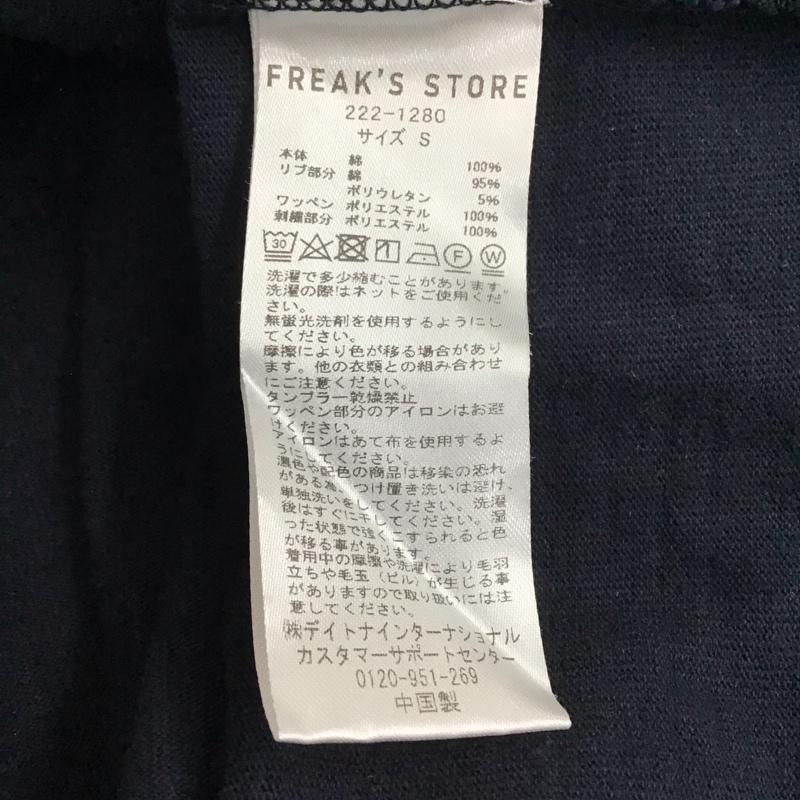 FREAK'S STORE
222-1280
サイズ S
本体 綿 100%
リブ部分 綿 95%
ポリウレタン 5%
ワッペン ポリエステル 100%
刺繍部分 ポリエステル 100%
30 F W
洗濯で多少縮むことがあります。
洗濯の際はネットをご使用くだ
さい。
無蛍光洗剤を使用するようにし
てください。
摩擦により色が移る場合があり
ます。他の衣類との組み合わせ
にご注意ください。
タンブラー乾燥禁止
ワッペン部分のアイロンはお避
けください。
アイロンはあて布を使用するよ
うにしてください。
濃色や配色の商品は移染の恐れ
がある為、つけ置き洗いは避け、
単独洗いをしてください。洗濯
後はすぐに干してください。湿
った状態で強くこすられると色
が移る事があります。
着用中の摩擦や洗濯により毛羽
立ちや毛玉（ピル）が生じる事
がありますので取り扱いには注
意してください。
㈱デイトナインターナショナル
カスタマーサポートセンター
0120-951-269
中国製